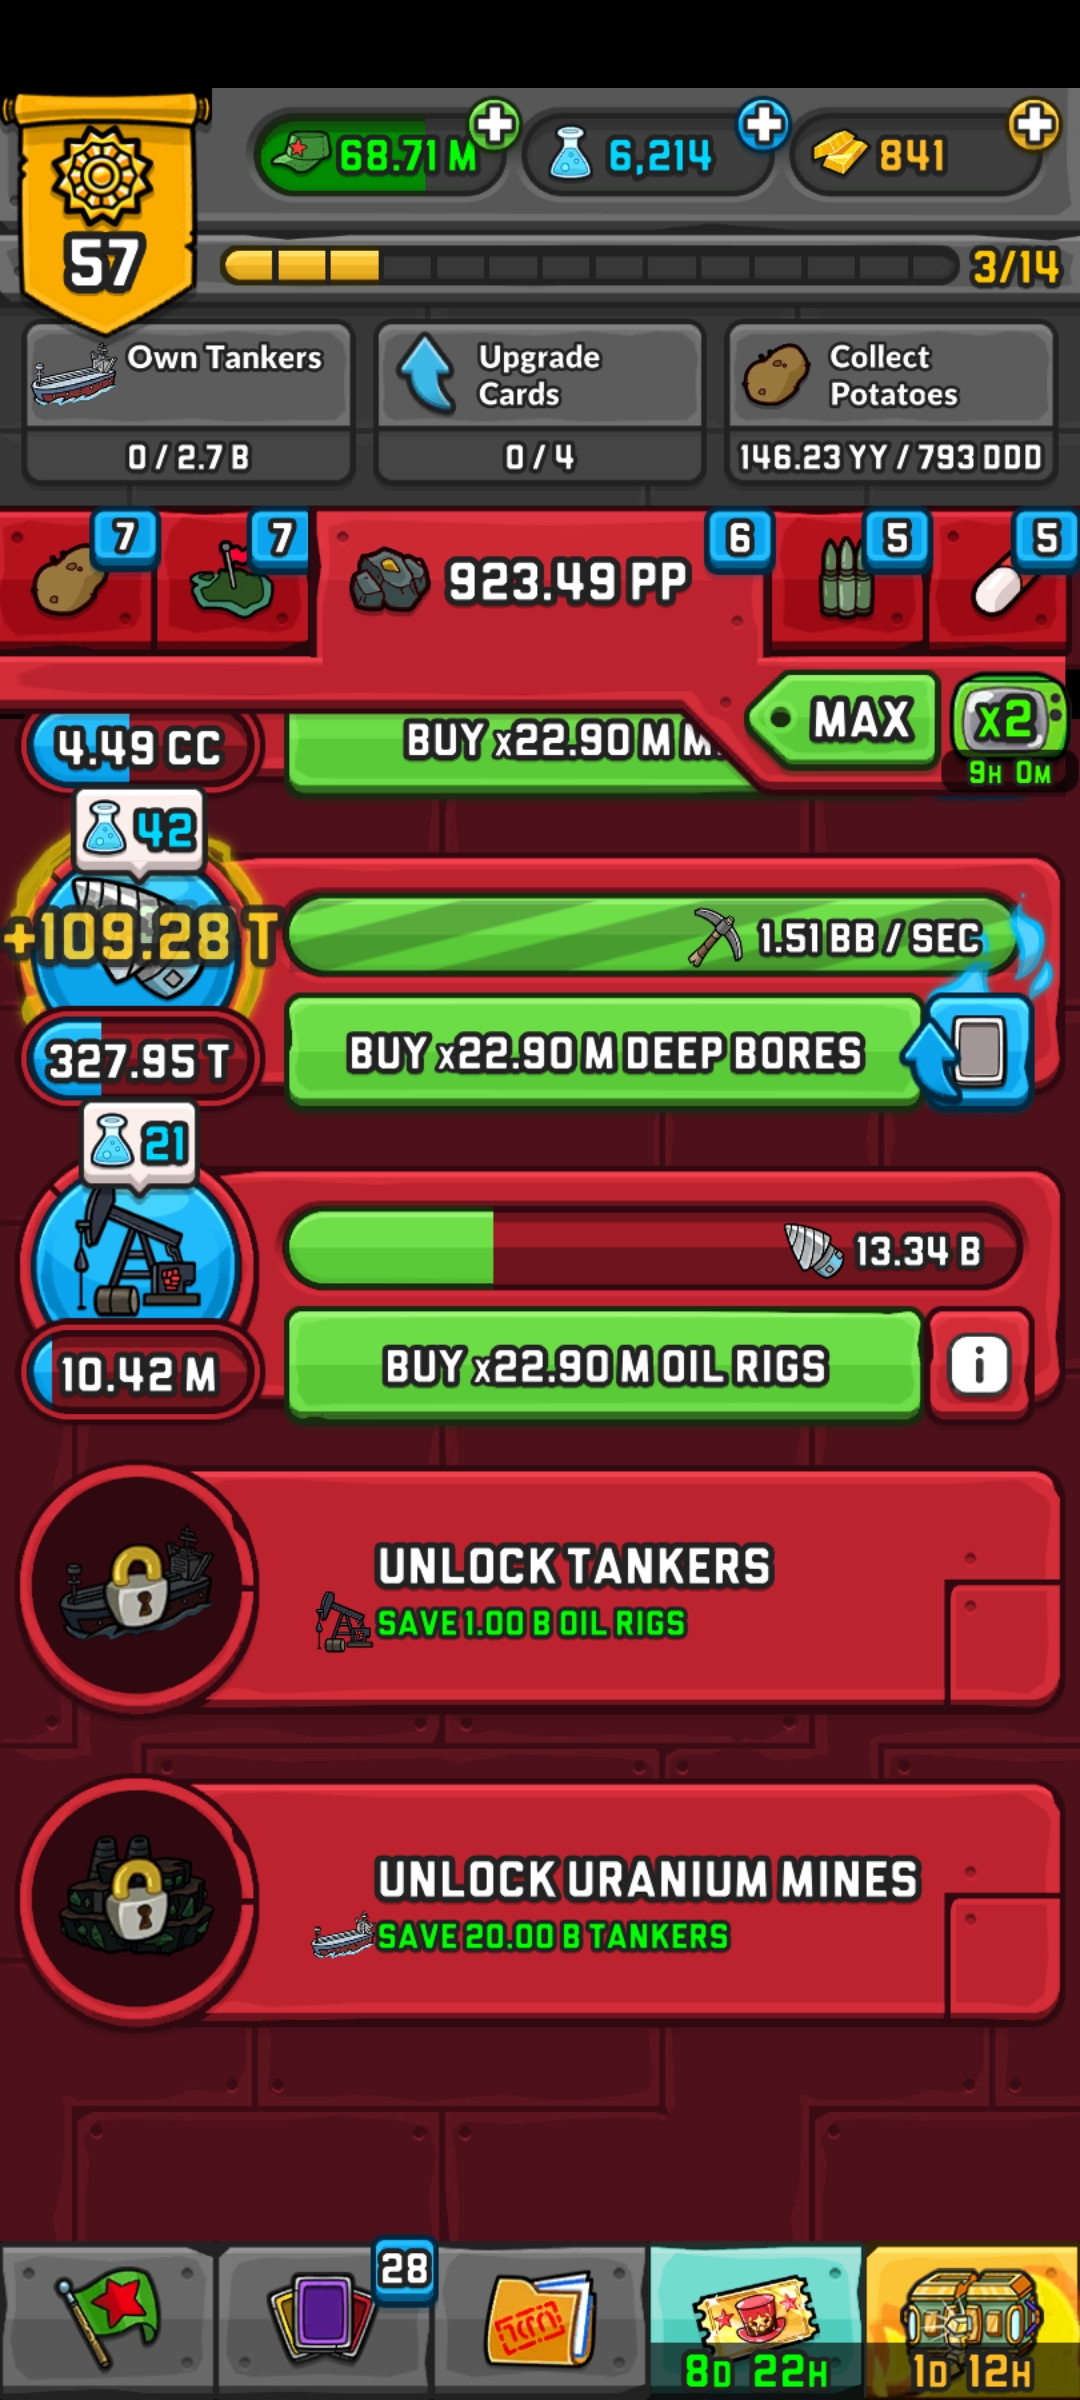 68.71 M
6,214
841
57
3/14
Own Tankers
Upgrade
Cards
Collect
Potatoes
0 / 2.7 B
0 / 4
146.23 YY / 793 DDD
7
7
923.49 PP
6
5
5
4.49 CC
BUY x22.90 M M
MAX
x2
9H 0M
42
+109.28 T
1.51 BB / SEC
327.95 T
BUY x22.90 M DEEP BORES
21
13.34 B
10.42 M
BUY x22.90 M OIL RIGS
i
UNLOCK TANKERS
SAVE 1.00 B OIL RIGS
UNLOCK URANIUM MINES
SAVE 20.00 B TANKERS
28
8D 22H
1D 12H